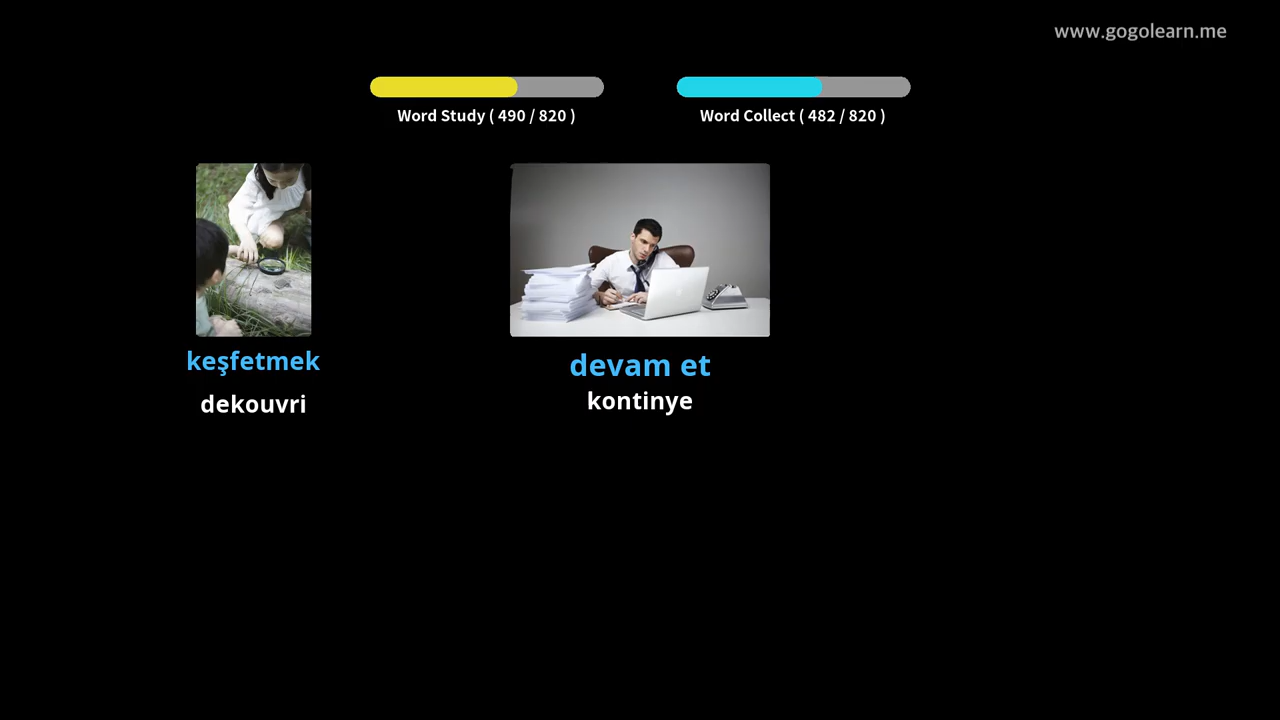 www.gogolearn.me
Word Study ( 490 / 820 )
Word Collect ( 482 / 820 )
keşfetmek
dekouvri
devam et
kontinye